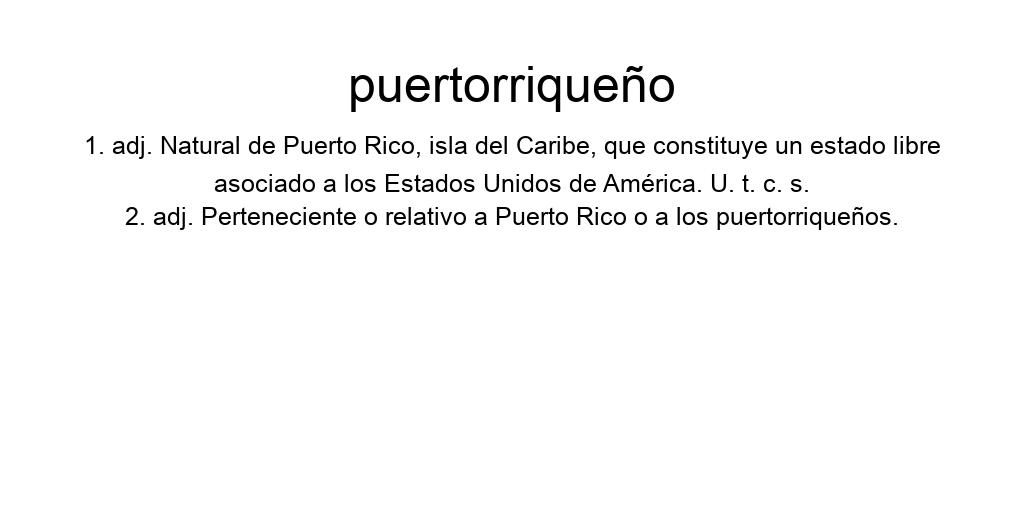 puertorriqueño
1. adj. Natural de Puerto Rico, isla del Caribe, que constituye un estado libre
asociado a los Estados Unidos de América. U. t. c. s.
2. adj. Perteneciente o relativo a Puerto Rico o a los puertorriqueños.